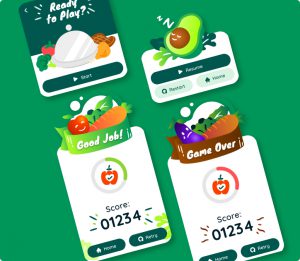 Ready
to Play?
Start
Resume
Restart
Home
Good Job!
Score:
01234
Home
Retry
Game Over
Score:
01234
Home
Retry